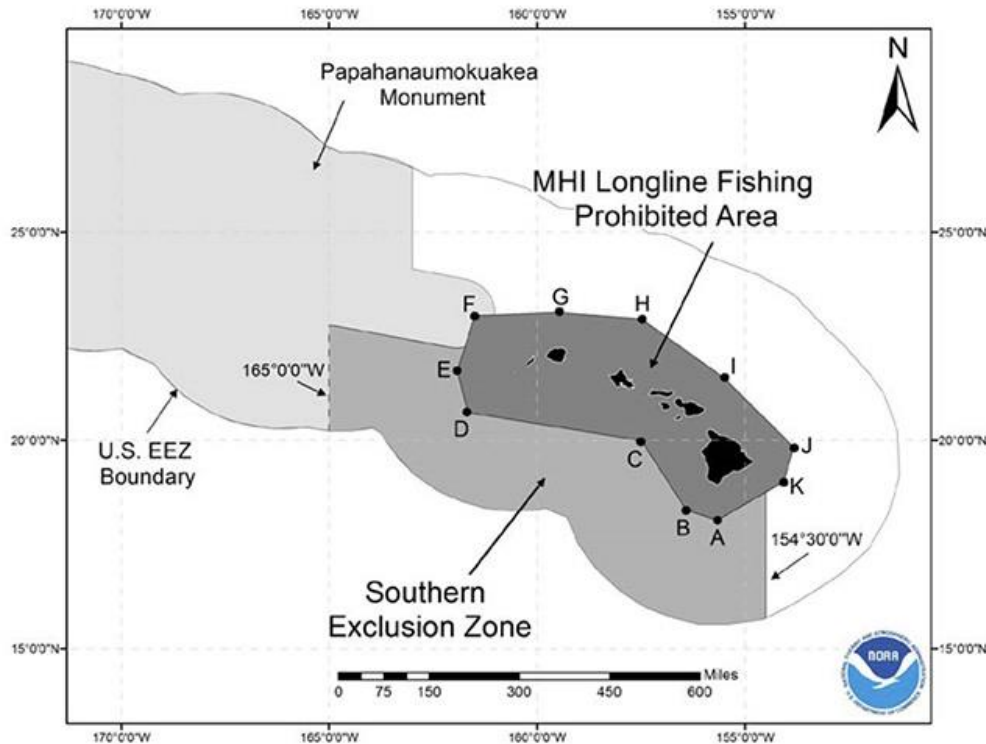 170°0'0"W 165°0'0"W 160°0'0"W 155°0'0"W
N
Papahanaumokuakea
Monument
MHI Longline Fishing
Prohibited Area
25°0'0"N 25°0'0"N
F
G
H
E
I
165°0'0"W
D
20°0'0"N 20°0'0"N
C
J
U.S. EEZ
Boundary
K
B
A
154°30'0"W
Southern
Exclusion Zone
15°0'0"N 15°0'0"N
Miles
0 75 150 300 450 600
NOAA
170°0'0"W 165°0'0"W 160°0'0"W 155°0'0"W